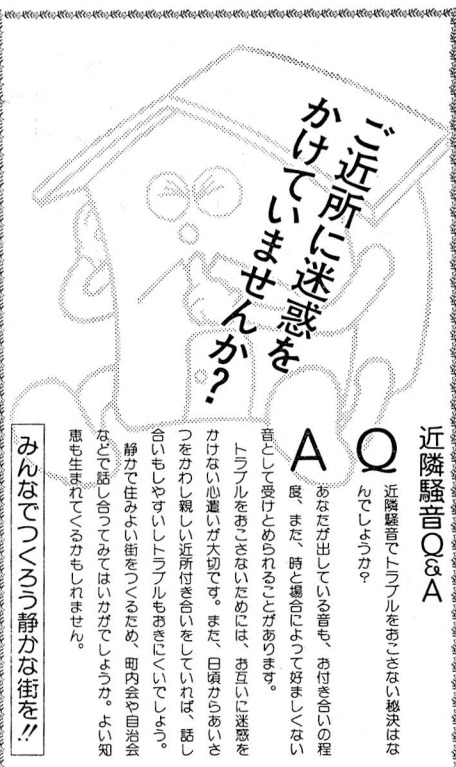 ご近所に迷惑を
かけていませんか？
近隣騒音Q&A
Q 近隣騒音でトラブルをおこさない秘決はな
んでしょうか？
A あなたが出している音も、お付き合いの程
度、また、時と場合によって好ましくない
音として受けとめられることがあります。
トラブルをおこさないためには、お互いに迷惑を
かけない心遣いが大切です。また、日頃からあいさ
つをかわし親しい近所付き合いをしていれば、話し
合いもしやすいしトラブルもおきにくいでしょう。
静かで住みよい街をつくるため、町内会や自治会
などで話し合ってみてはいかがでしょうか。よい知
恵も生まれてくるかもしれません。
みんなでつくろう静かな街を!!